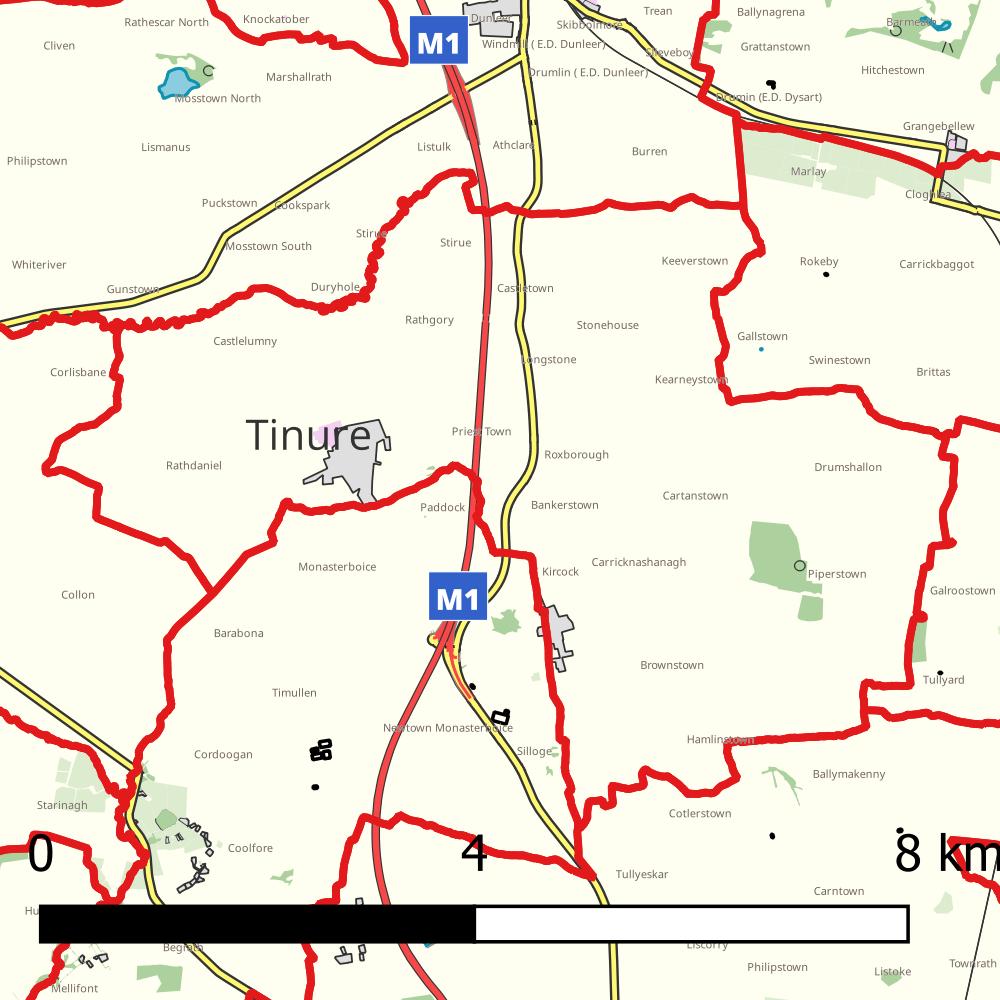 Rathescar North
Knockatober
Dunleer
Skibbolmore
Trean
Ballynagrena
Barmeath
Cliven
M1
Windmill ( E.D. Dunleer)
Sheveboy
Grattanstown
Marshallrath
Drumlin ( E.D. Dunleer)
Hitchestown
Mosstown North
Drumin (E.D. Dysart)
Grangebellew
Philipstown
Lismanus
Listulk
Athclare
Burren
Marlay
Cloghlea
Puckstown
Cookspark
Stirue
Stirue
Mosstown South
Whiteriver
Keeverstown
Rokeby
Carrickbaggot
Gunstown
Duryhole
Castletown
Rathgory
Stonehouse
Gallstown
Castlelumny
Longstone
Swinestown
Corlisbane
Kearneystown
Brittas
Tinure
Priest Town
Rathdaniel
Roxborough
Drumshallon
Cartanstown
Paddock
Bankerstown
Monasterboice
Kircock
Carricknashanagh
Piperstown
Collon
M1
Galroostown
Barabona
Brownstown
Timullen
Tullyard
Newtown Monasterboice
Hamlinstown
Cordoogan
Silloge
Ballymakenny
Starinagh
Cotlerstown
0
4
8 km
Coolfore
Tullyeskar
Carntown
Hu
Begrath
Liscorry
Philipstown
Listoke
Townrath
Mellifont